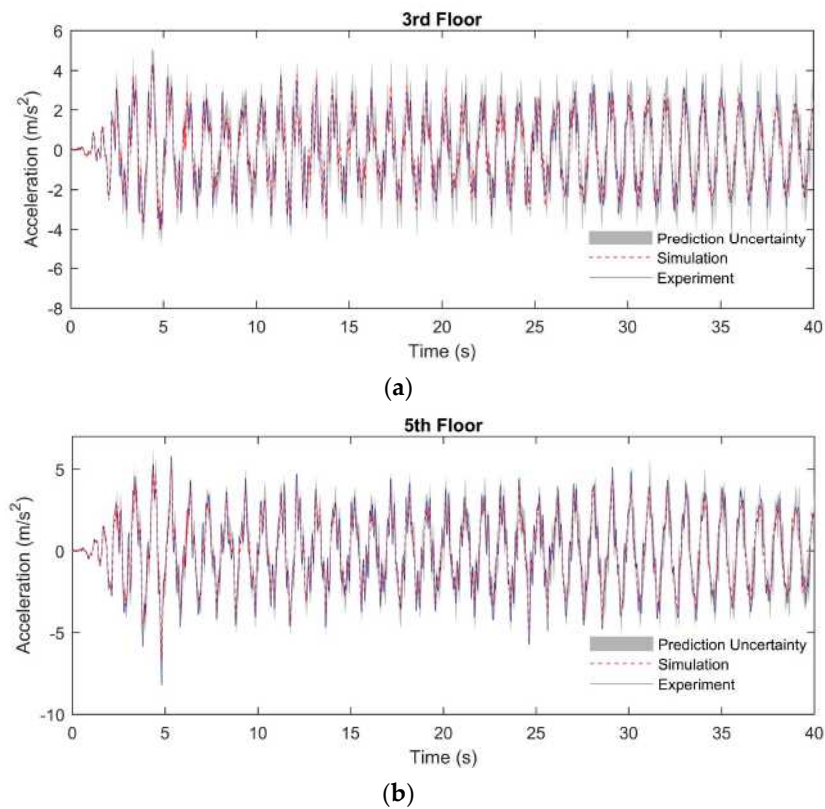 3rd Floor
6
4
2
0
-2
-4
-6
-8
Acceleration (m/s²)
Prediction Uncertainty
Simulation
Experiment
0 5 10 15 20 25 30 35 40
Time (s)
(a)
5th Floor
5
0
-5
-10
Acceleration (m/s²)
Prediction Uncertainty
Simulation
Experiment
0 5 10 15 20 25 30 35 40
Time (s)
(b)